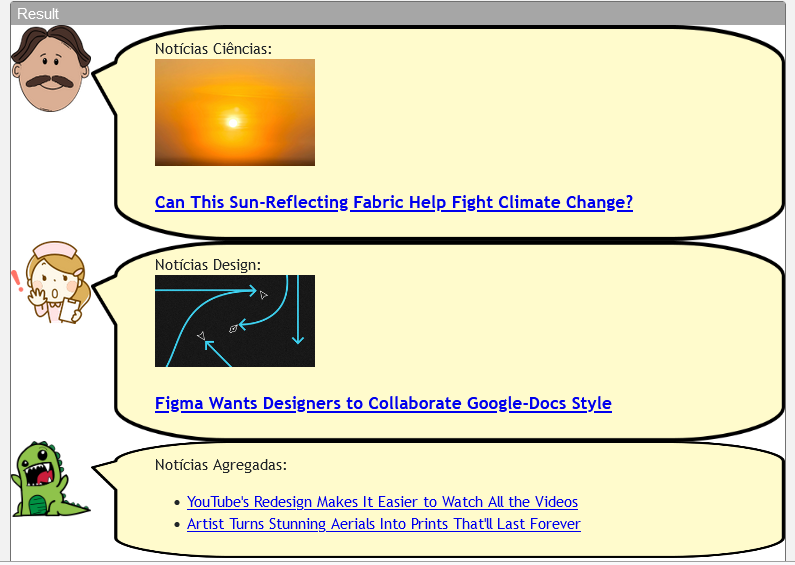 Result
Notícias Ciências:
Can This Sun-Reflecting Fabric Help Fight Climate Change?
Notícias Design:
Figma Wants Designers to Collaborate Google-Docs Style
Notícias Agregadas:
YouTube's Redesign Makes It Easier to Watch All the Videos
Artist Turns Stunning Aerials Into Prints That'll Last Forever